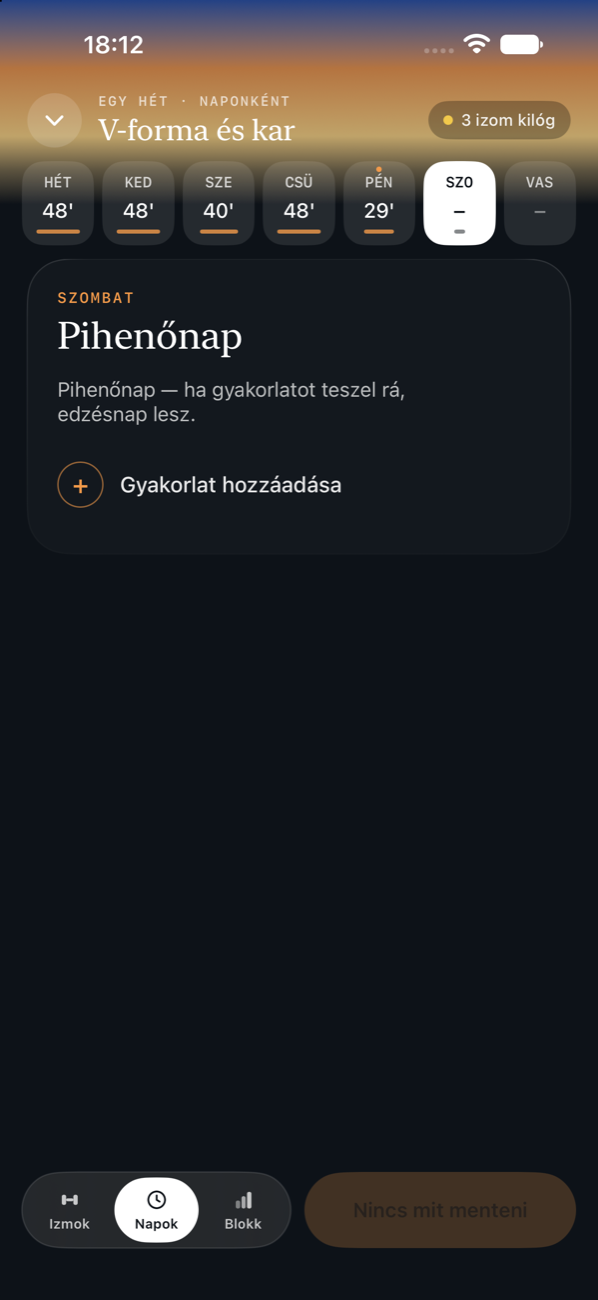 18:12
EGY HÉT · NAPONKÉNT
V-forma és kar
3 izom kilóg
HÉT KED SZE CSÜ PÉN SZO VAS
48' 48' 40' 48' 29' – –
SZOMBAT
Pihenőnap
Pihenőnap — ha gyakorlatot teszel rá,
edzésnap lesz.
+ Gyakorlat hozzáadása
Izmok Napok Blokk
Nincs mit menteni